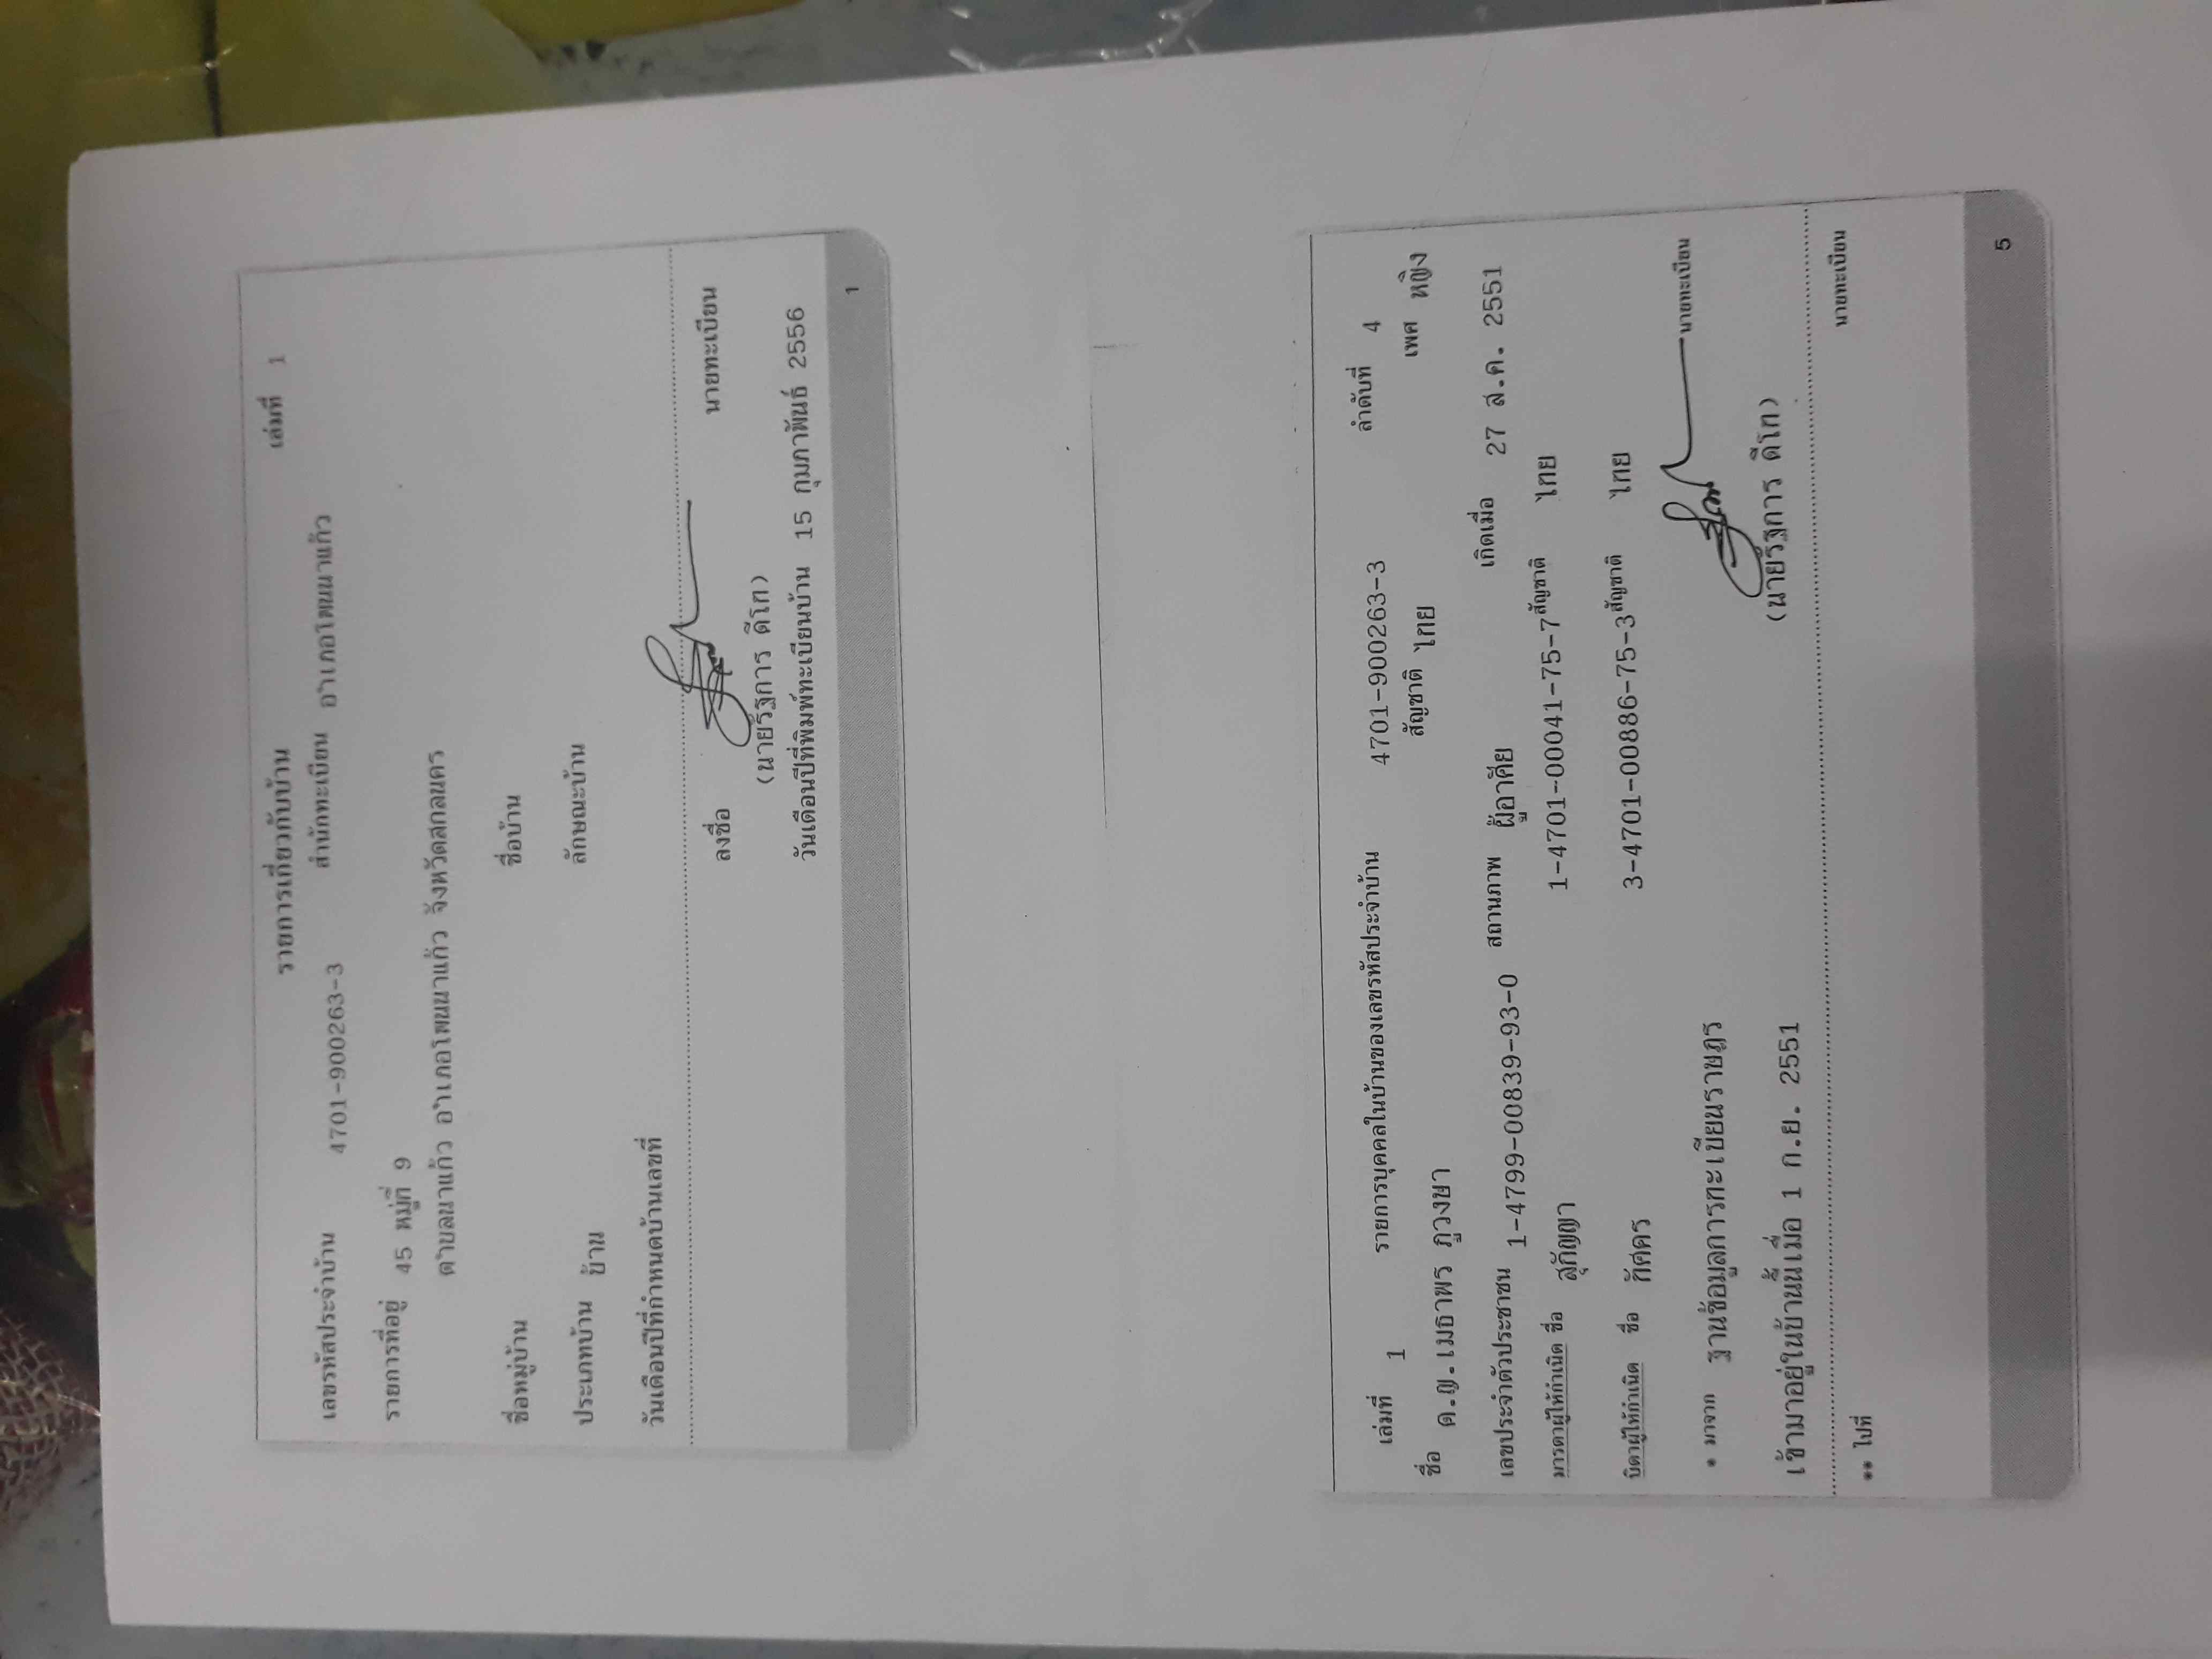 รายการเกี่ยวกับบ้าน เล่มที่ 1
เลขรหัสประจำบ้าน 4701-900263-3 สำนักทะเบียน อำเภอโพนนาแก้ว
รายการที่อยู่ 45 หมู่ที่ 9
ตำบลนาแก้ว อำเภอโพนนาแก้ว จังหวัดสกลนคร
ชื่อหมู่บ้าน ชื่อบ้าน
ประเภทบ้าน บ้าน ลักษณะบ้าน
วันเดือนปีที่กำหนดบ้านเลขที่
ลงชื่อ นายทะเบียน
(นายรัฐการ ดีโก)
วันเดือนปีที่พิมพ์ทะเบียนบ้าน 15 กุมภาพันธ์ 2556
1
เล่มที่ 1 รายการบุคคลในบ้านของเลขรหัสประจำบ้าน 4701-900263-3 ลำดับที่ 4
ชื่อ ด.ญ.เมธาพร ภูวงษา สัญชาติ ไทย เพศ หญิง
เลขประจำตัวประชาชน 1-4799-00839-93-0 สถานภาพ ผู้อาศัย เกิดเมื่อ 27 ส.ค. 2551
มารดาผู้ให้กำเนิด ชื่อ สุกัญญา 1-4701-00041-75-7 สัญชาติ ไทย
บิดาผู้ให้กำเนิด ชื่อ ภัศคร 3-4701-00886-75-3 สัญชาติ ไทย
* มาจาก ฐานข้อมูลการทะเบียนราษฎร นายทะเบียน
เข้ามาอยู่ในบ้านนี้เมื่อ 1 ก.ย. 2551 (นายรัฐการ ดีโก)
** ไปที่ นายทะเบียน
5